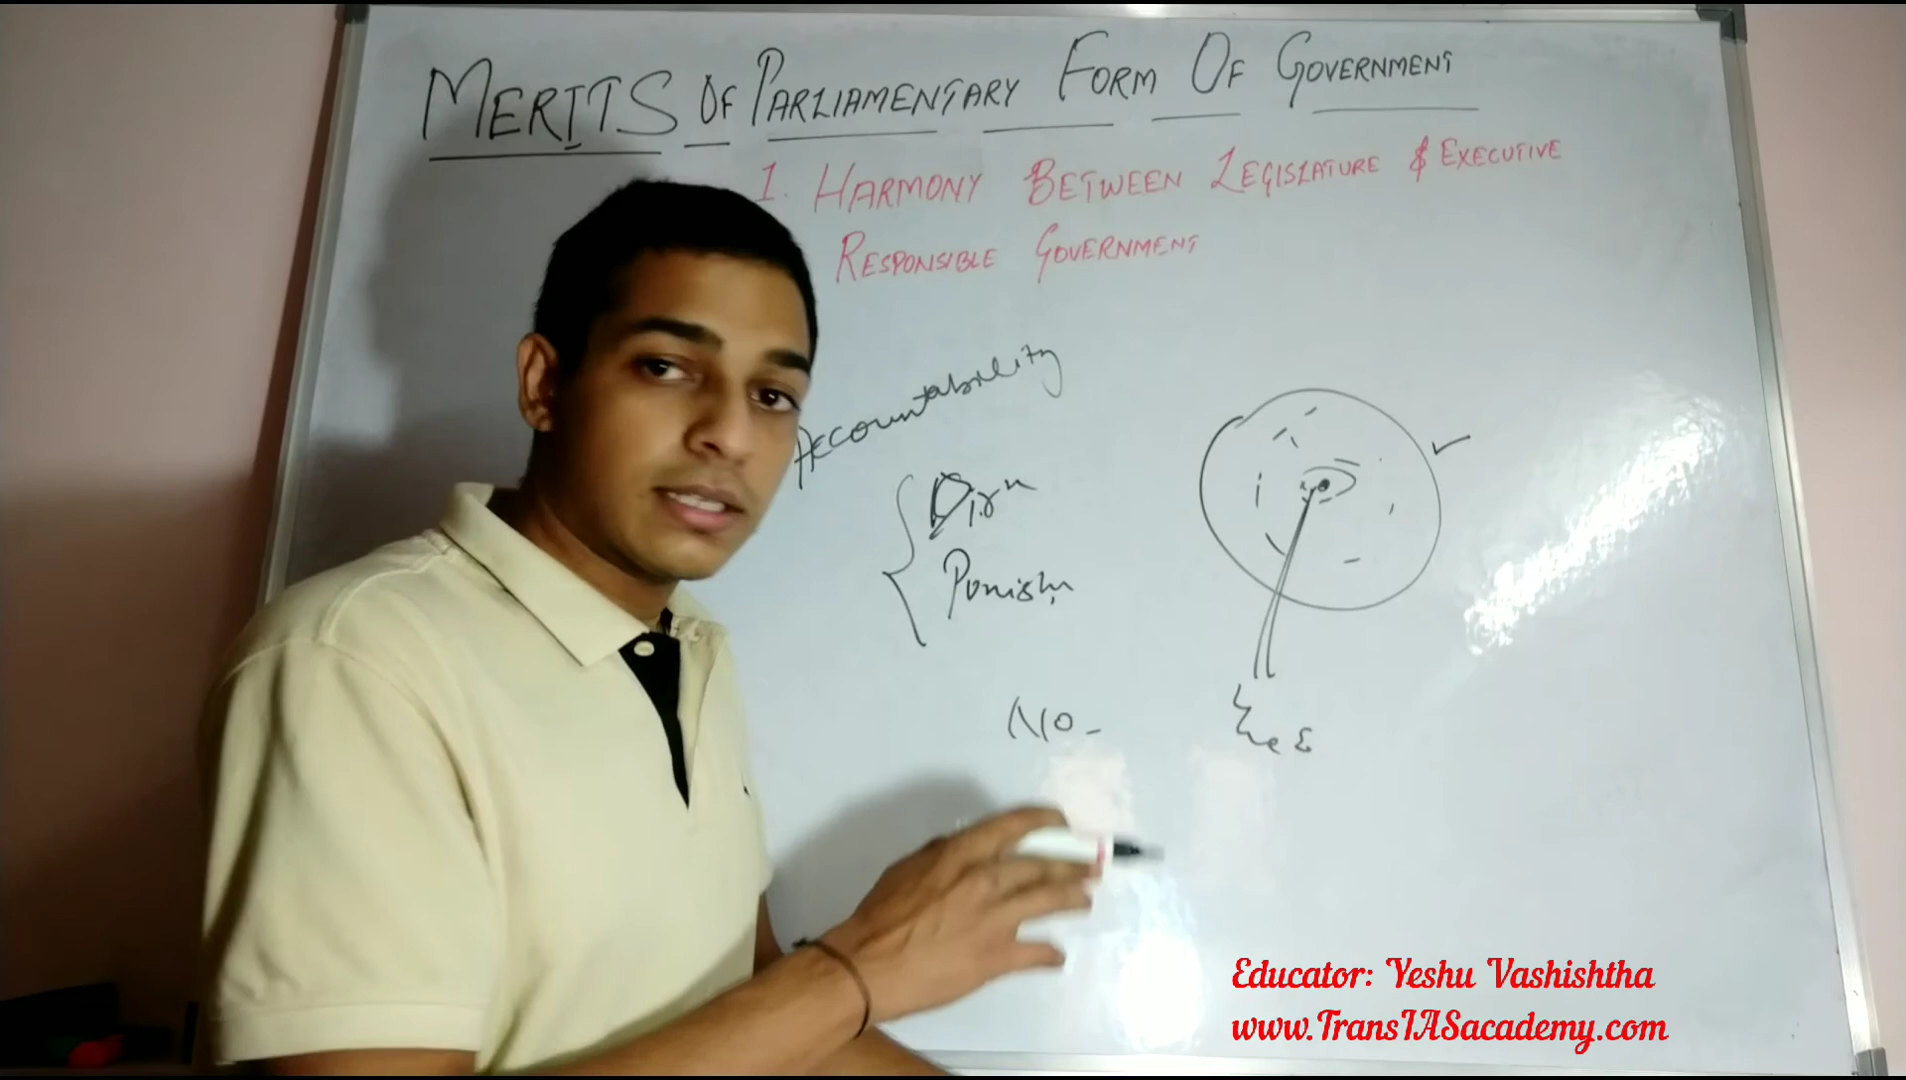 MERITS OF PARLIAMENTARY FORM OF GOVERNMENT
1. HARMONY BETWEEN LEGISLATURE & EXECUTIVE
RESPONSIBLE GOVERNMENT
Accountability
NO
Educator: Yeshu Vashishtha
www.TransIASacademy.com